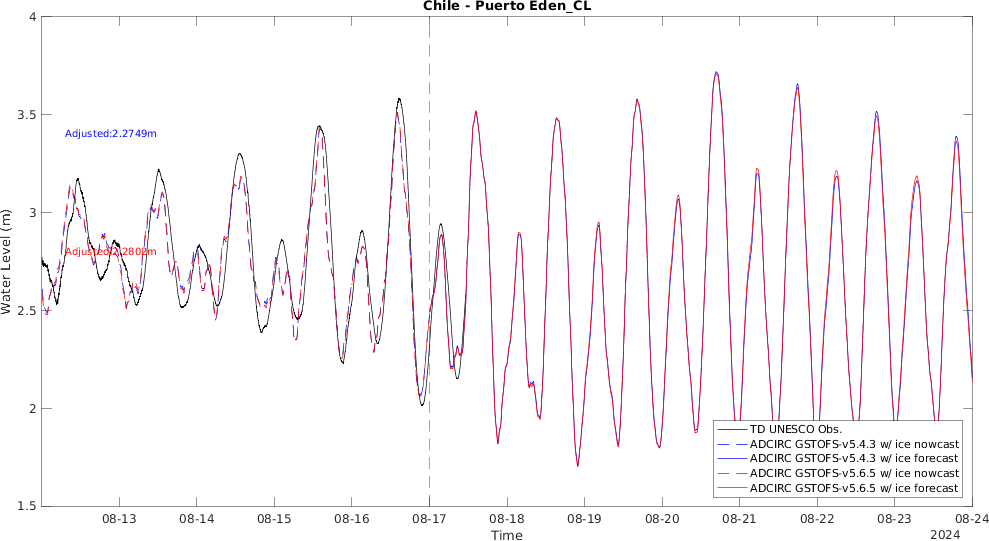 Chile - Puerto Eden_CL
4
3.5
3
2.5
2
1.5
Water Level (m)
Adjusted:2.2749m
Adjusted:2.2802m
TD UNESCO Obs.
ADCIRC GSTOFS-v5.4.3 w/ ice nowcast
ADCIRC GSTOFS-v5.4.3 w/ ice forecast
ADCIRC GSTOFS-v5.6.5 w/ ice nowcast
ADCIRC GSTOFS-v5.6.5 w/ ice forecast
08-13 08-14 08-15 08-16 08-17 08-18 08-19 08-20 08-21 08-22 08-23 08-24
Time
2024